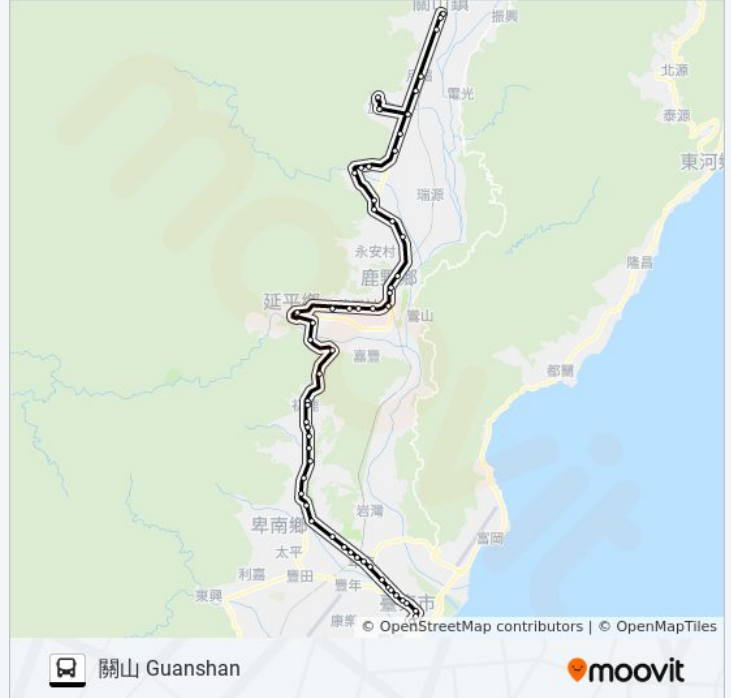 關山鎮
振興
北源
電光
泰源
東河鄉
瑞源
永安村
隆昌
鹿野鄉
延平鄉
鸞山
嘉豐
都蘭
岩灣
卑南鄉
富岡
太平
利嘉
豐田
豐年
東興
臺東市
康樂
© OpenStreetMap contributors | © OpenMapTiles
關山 Guanshan
moovit